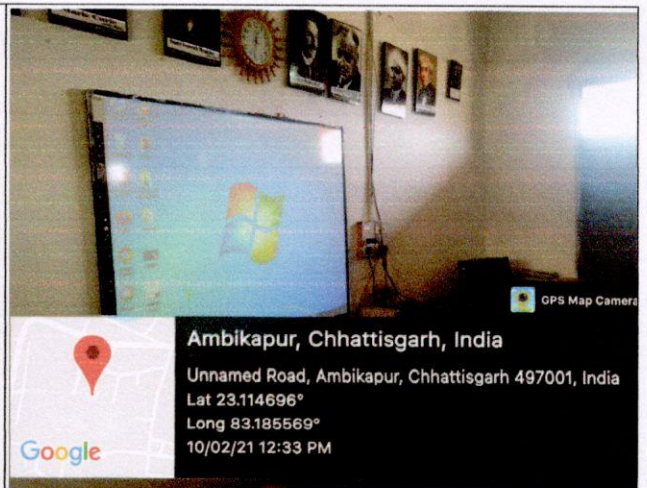 GPS Map Camera
Ambikapur, Chhattisgarh, India
Unnamed Road, Ambikapur, Chhattisgarh 497001, India
Lat 23.114696°
Long 83.185569°
10/02/21 12:33 PM
Google